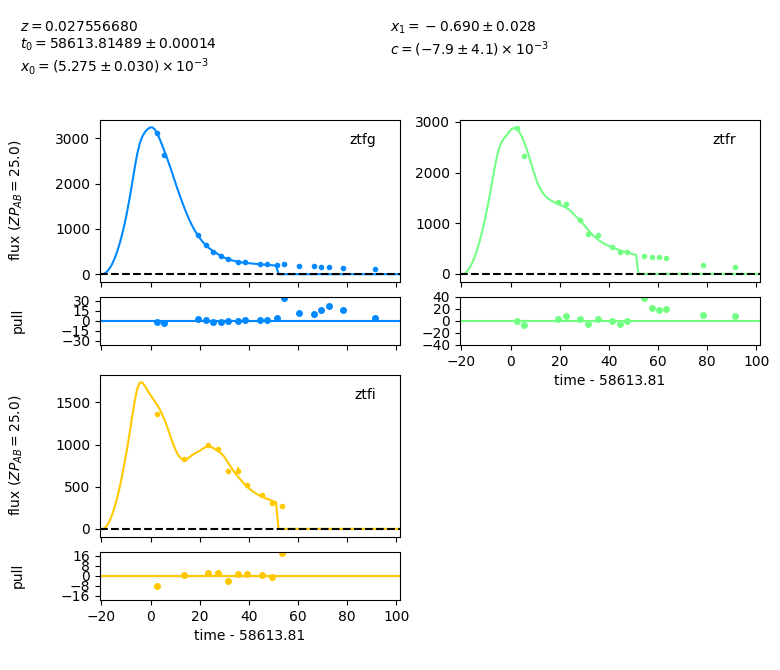 z = 0.027556680
t₀ = 58613.81489 ± 0.00014
x₀ = (5.275 ± 0.030) × 10⁻³
x₁ = −0.690 ± 0.028
c = (−7.9 ± 4.1) × 10⁻³
flux (ZP_AB = 25.0)
3000
2000
1000
0
ztfg
3000
2000
1000
0
ztfr
pull
30
15
0
−15
−30
40
20
0
−20
−40
−20 0 20 40 60 80 100
time - 58613.81
flux (ZP_AB = 25.0)
1500
1000
500
0
ztfi
pull
16
8
0
−8
−16
−20 0 20 40 60 80 100
time - 58613.81